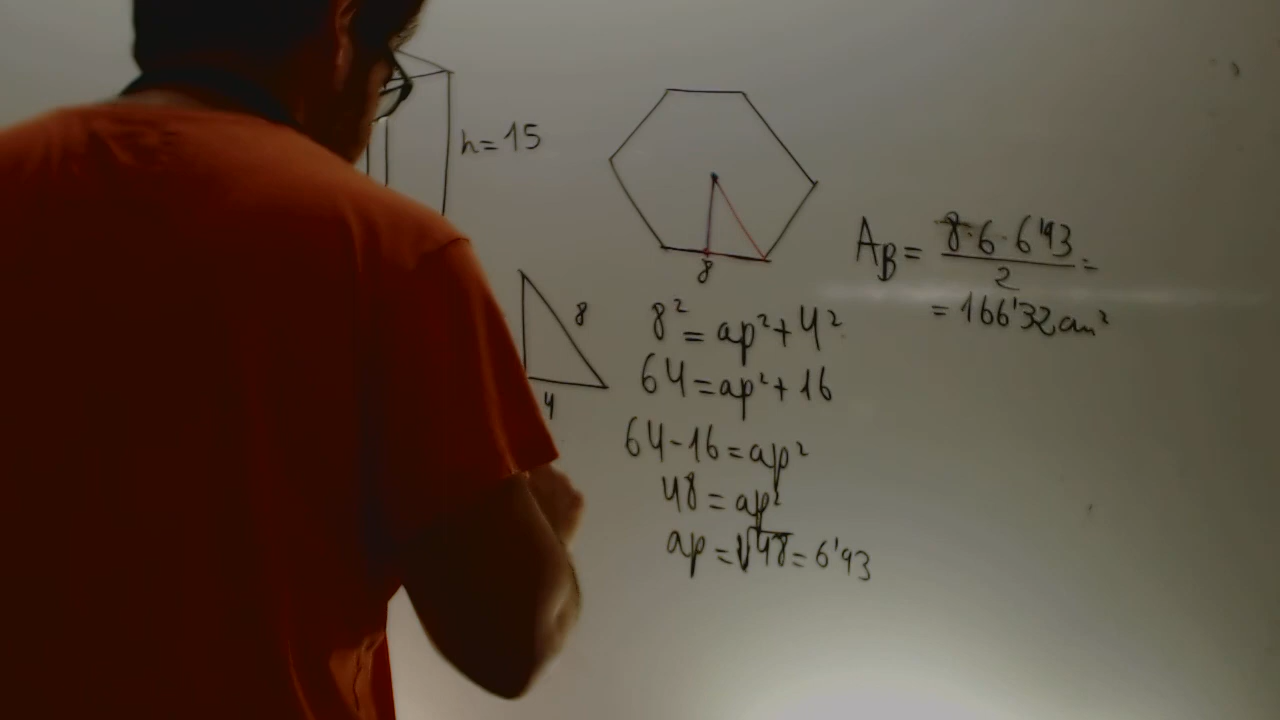 h=15
8
8
4
8²=ap²+4²
64=ap²+16
64-16=ap²
48=ap²
ap=√48=6'93
A_B = 8·6·6'93 / 2 =
= 166'32 cm²